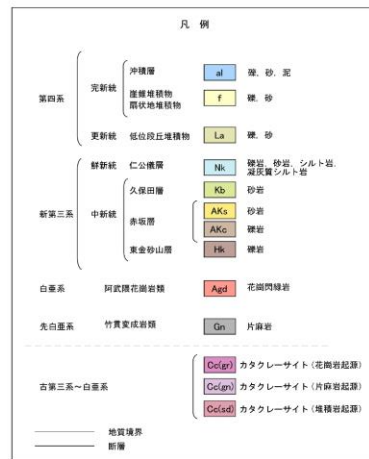 凡 例
沖積層 al 礫、砂、泥
第四系 完新統 崖錐堆積物 扇状地堆積物 f 礫、砂
更新統 低位段丘堆積物 La 礫、砂
鮮新統 仁公儀層 Nk 礫岩、砂岩、シルト岩、凝灰質シルト岩
久保田層 Kb 砂岩
新第三系 中新統 赤坂層 AKs 砂岩
AKc 礫岩
東金砂山層 Hk 礫岩
白亜系 阿武隈花崗岩類 Agd 花崗閃緑岩
先白亜系 竹貫変成岩類 Gn 片麻岩
Cc(gr) カタクレーサイト(花崗岩起源)
古第三系～白亜系 Cc(gn) カタクレーサイト(片麻岩起源)
Cc(sd) カタクレーサイト(堆積岩起源)
地質境界
断層